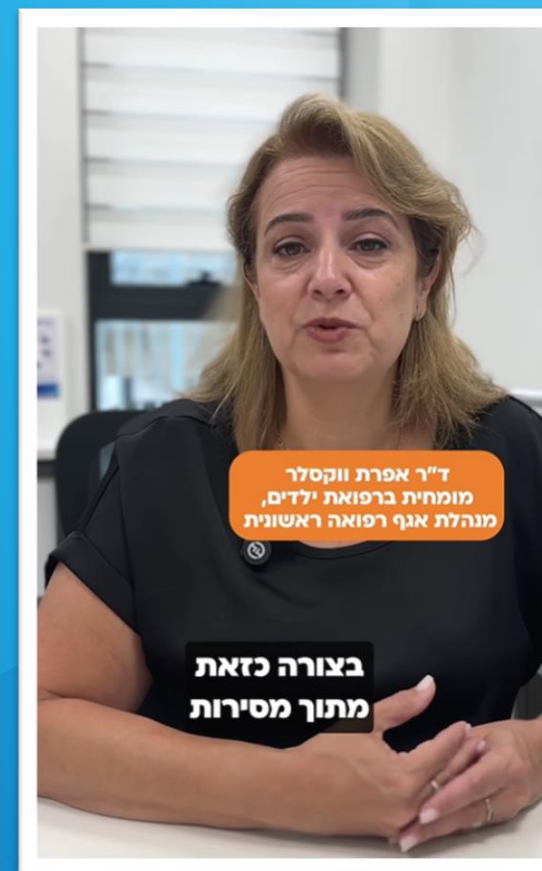 ד"ר אפרת ווקסלר
מומחית ברפואת ילדים,
מנהלת אגף רפואה ראשונית
בצורה כזאת
מתוך מסירות